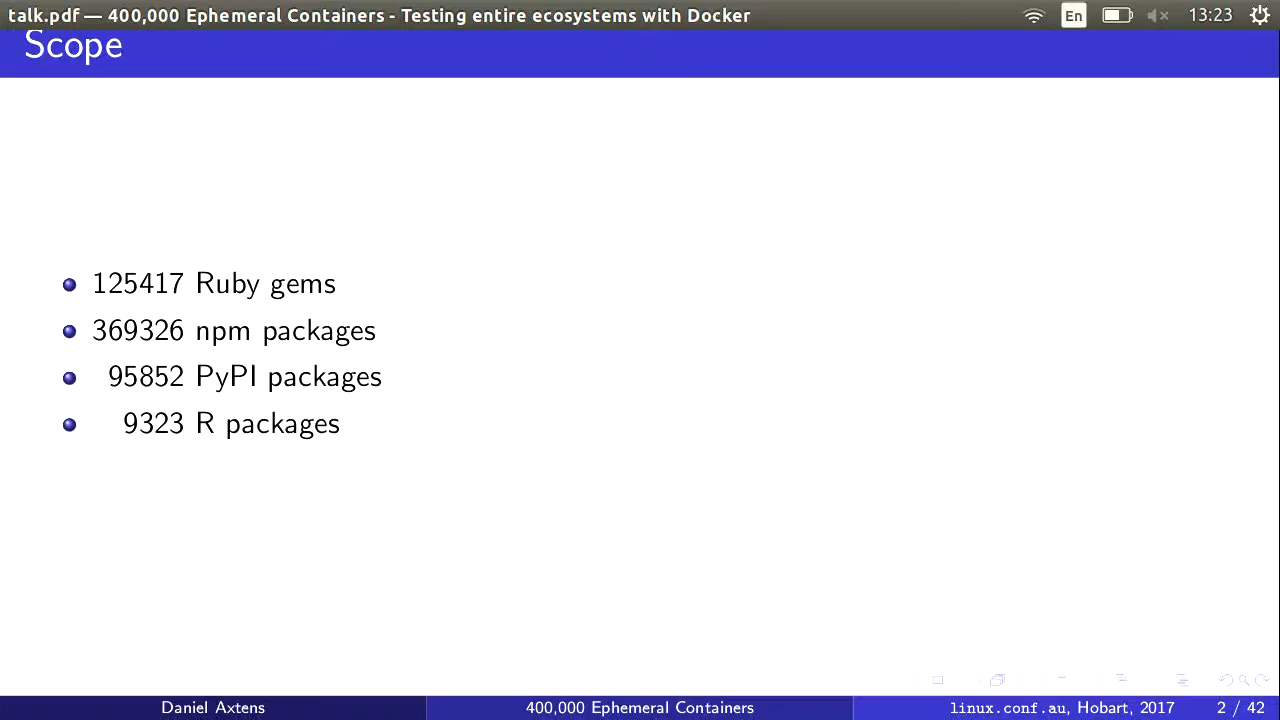 talk.pdf — 400,000 Ephemeral Containers - Testing entire ecosystems with Docker En 13:23
Scope
125417 Ruby gems
369326 npm packages
95852 PyPI packages
9323 R packages
Daniel Axtens 400,000 Ephemeral Containers linux.conf.au, Hobart, 2017 2 / 42